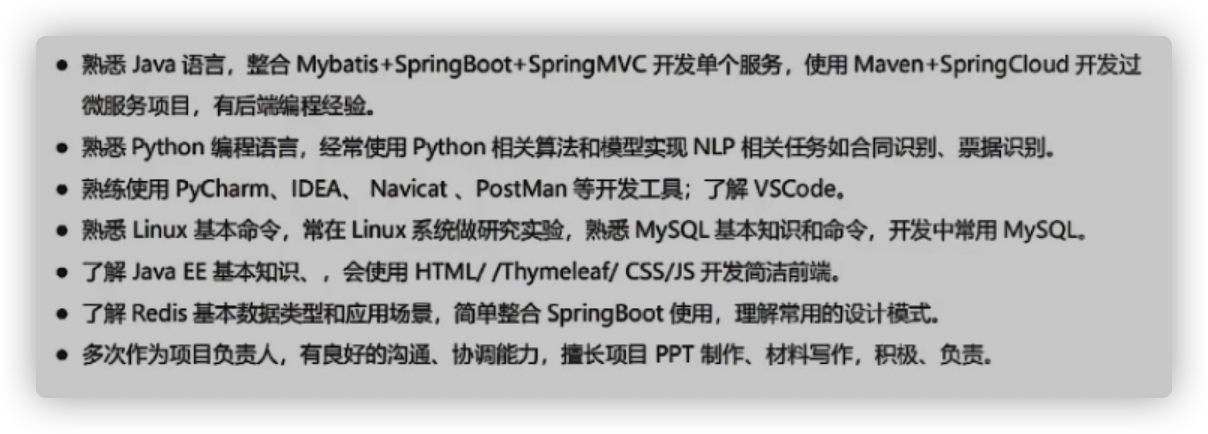 ● 熟悉 Java 语言，整合 Mybatis+SpringBoot+SpringMVC 开发单个服务，使用 Maven+SpringCloud 开发过
微服务项目，有后端编程经验。
● 熟悉 Python 编程语言，经常使用 Python 相关算法和模型实现 NLP 相关任务如合同识别、票据识别。
● 熟练使用 PyCharm、IDEA、 Navicat 、PostMan 等开发工具；了解 VSCode。
● 熟悉 Linux 基本命令，常在 Linux 系统做研究实验，熟悉 MySQL 基本知识和命令，开发中常用 MySQL。
● 了解 Java EE 基本知识、，会使用 HTML/ /Thymeleaf/ CSS/JS 开发简洁前端。
● 了解 Redis 基本数据类型和应用场景，简单整合 SpringBoot 使用，理解常用的设计模式。
● 多次作为项目负责人，有良好的沟通、协调能力，擅长项目 PPT 制作、材料写作，积极、负责。